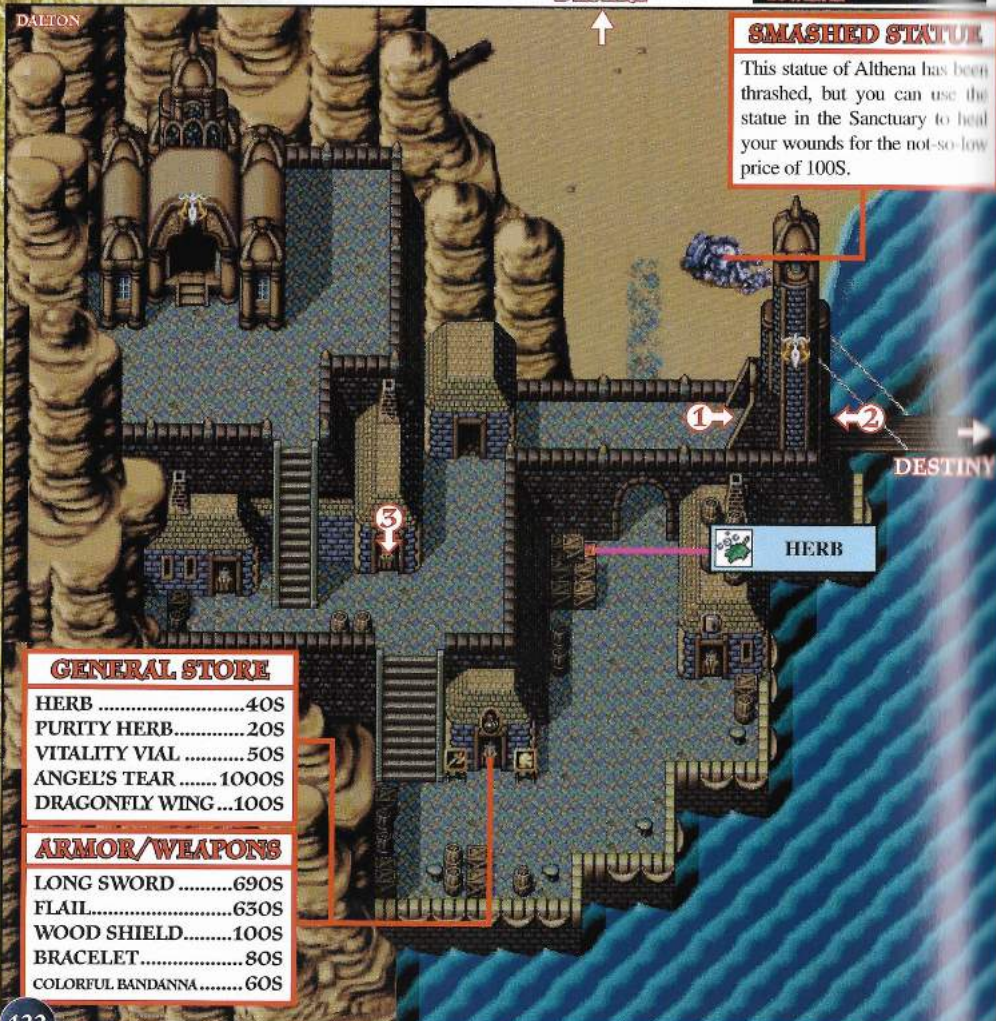 DALTON
SMASHED STATUE
This statue of Althena has been
thrashed, but you can use the
statue in the Sanctuary to heal
your wounds for the not-so-low
price of 100S.
1
2
DESTINY
3
HERB
GENERAL STORE
HERB ..........................40S
PURITY HERB.............20S
VITALITY VIAL ...........50S
ANGEL'S TEAR .......1000S
DRAGONFLY WING...100S
ARMOR/WEAPONS
LONG SWORD .........690S
FLAIL.........................630S
WOOD SHIELD.........100S
BRACELET..................80S
COLORFUL BANDANNA........60S